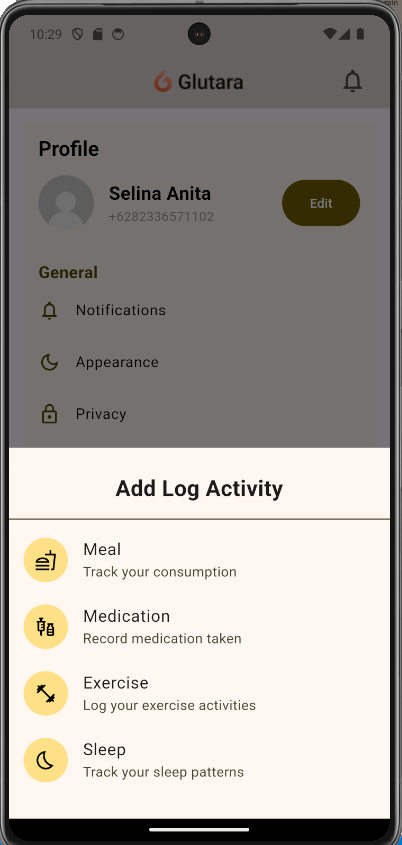 min
10:29
Glutara
Profile
Selina Anita
+6282336571102
Edit
General
Notifications
Appearance
Privacy
Add Log Activity
Meal
Track your consumption
Medication
Record medication taken
Exercise
Log your exercise activities
Sleep
Track your sleep patterns